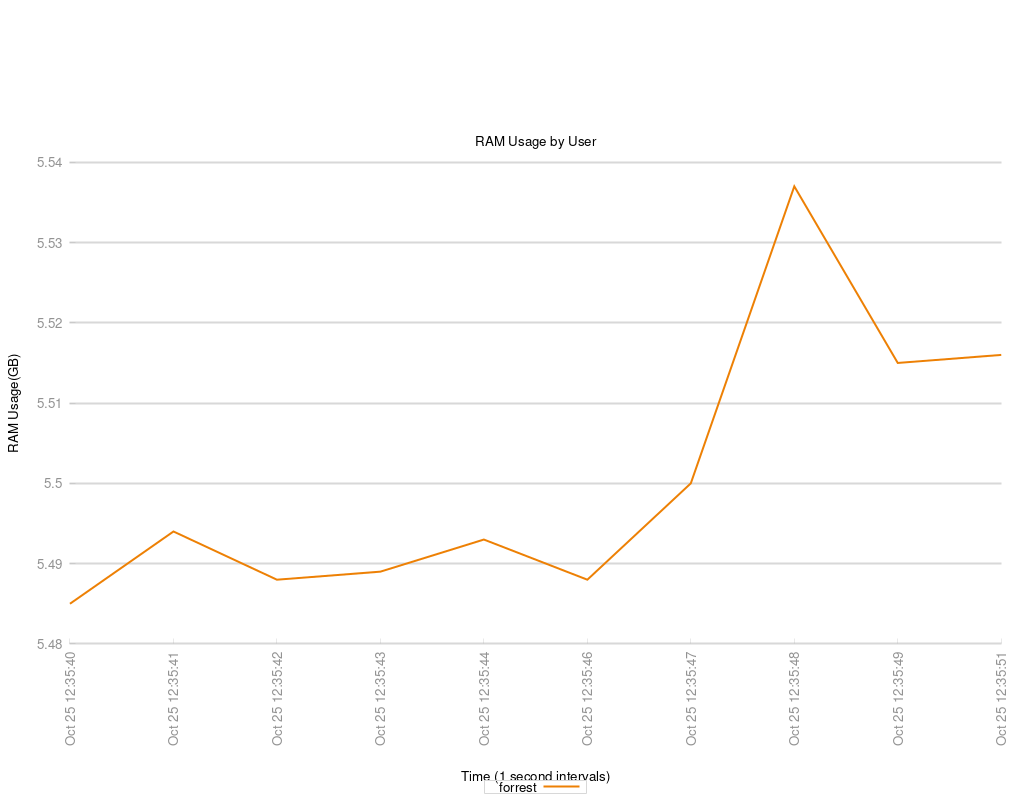 RAM Usage by User
5.54
5.53
5.52
5.51
5.5
5.49
5.48
RAM Usage(GB)
Oct 25 12:35:40
Oct 25 12:35:41
Oct 25 12:35:42
Oct 25 12:35:43
Oct 25 12:35:44
Oct 25 12:35:46
Oct 25 12:35:47
Oct 25 12:35:48
Oct 25 12:35:49
Oct 25 12:35:51
Time (1 second intervals)
forrest